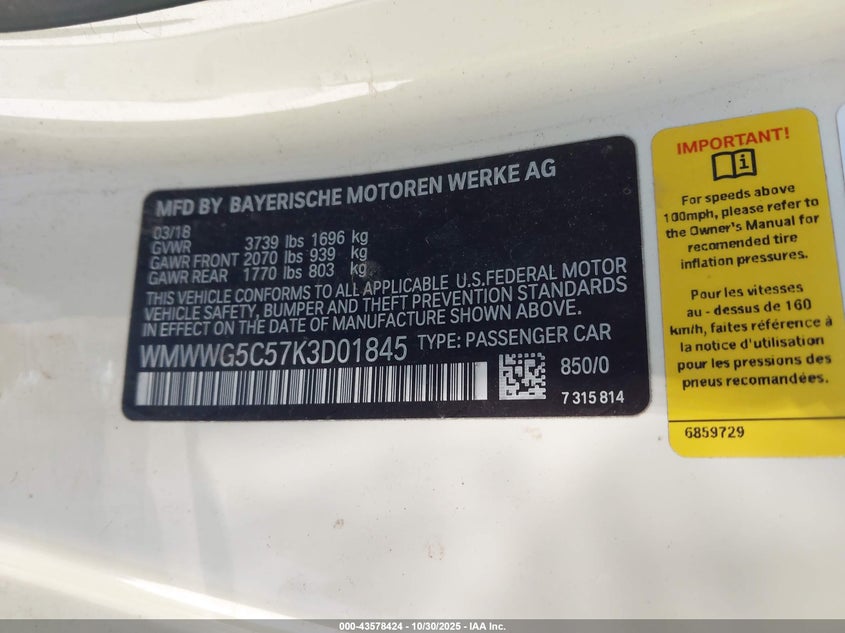 MFD BY BAYERISCHE MOTOREN WERKE AG
03/18
GVWR 3739 lbs 1696 kg
GAWR FRONT 2070 lbs 939 kg
GAWR REAR 1770 lbs 803 kg
THIS VEHICLE CONFORMS TO ALL APPLICABLE U.S.FEDERAL MOTOR
VEHICLE SAFETY, BUMPER AND THEFT PREVENTION STANDARDS
IN EFFECT ON THE DATE OF MANUFACTURE SHOWN ABOVE.
WMWWG5C57K3D01845 TYPE: PASSENGER CAR
850/0
7 315 814
IMPORTANT!
i
For speeds above
100mph, please refer to
the Owner's Manual for
recomended tire
inflation pressures.
Pour les vitesses
au - dessus de 160
km/h, faites référence à
la notice d'utilisation
pour les pressions de
pneus recomandées.
6859729
000-43578424 - 10/30/2025 - IAA Inc.